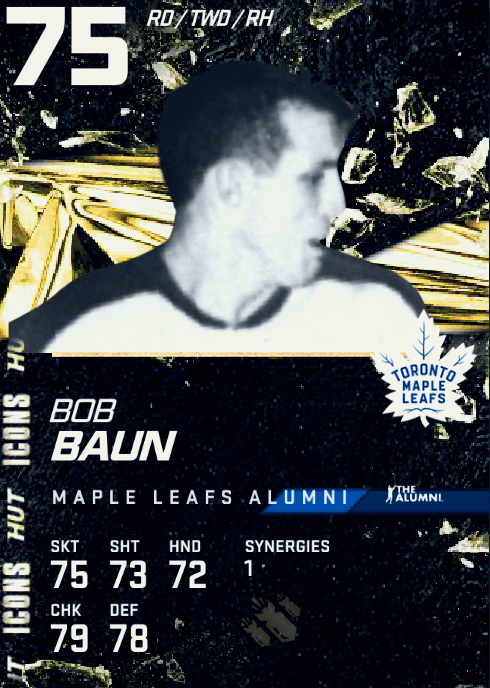 75
RD / TWD / RH
TORONTO
MAPLE
LEAFS
BOB
BAUN
MAPLE LEAFS ALUMNI
THE
ALUMNI.
SKT SHT HND SYNERGIES
75 73 72 1
CHK DEF
79 78
HUT
ICONS
HUT
ICONS